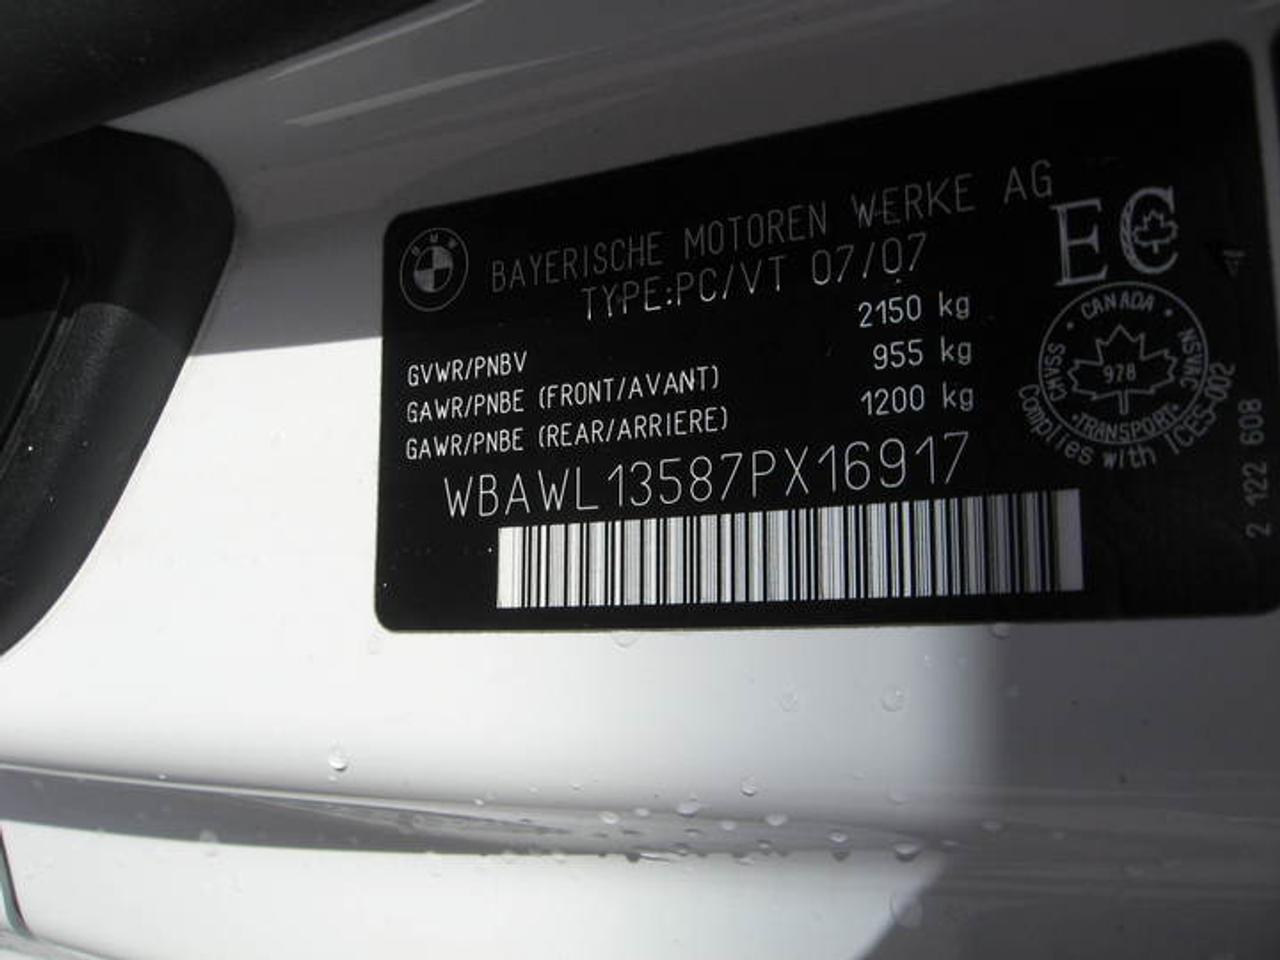 BMW
BAYERISCHE MOTOREN WERKE AG
TYPE:PC/VT 07/07
GVWR/PNBV 2150 kg
GAWR/PNBE (FRONT/AVANT) 955 kg
GAWR/PNBE (REAR/ARRIERE) 1200 kg
WBAWL13587PX16917
EC
CANADA
CMVSS
NSVAC
978
TRANSPORT
Complies with ICES-002
2 122 608